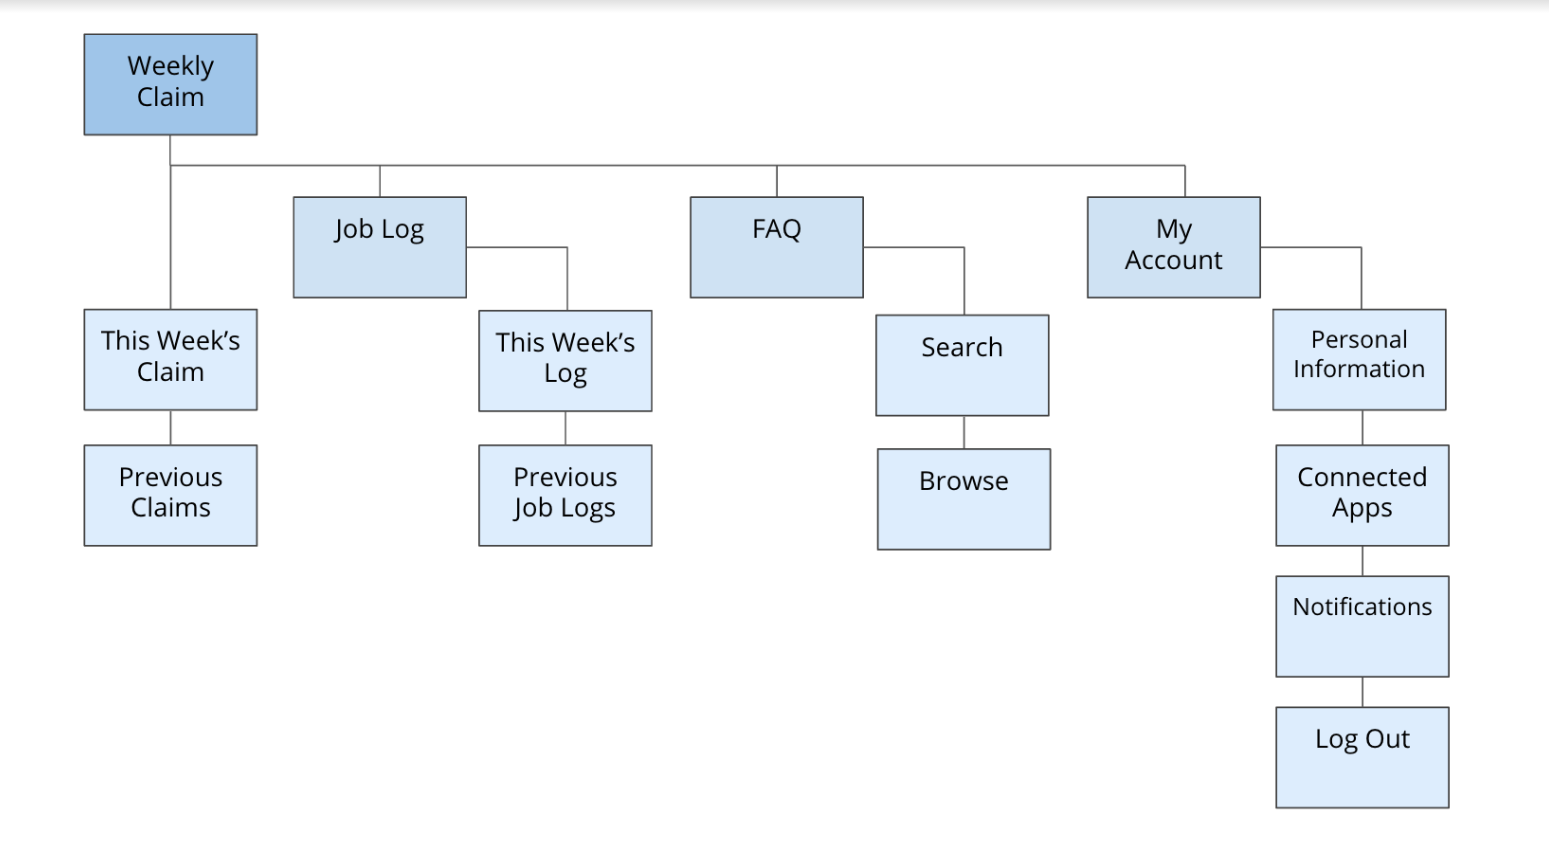 Weekly
Claim
Job Log
FAQ
My
Account
This Week’s
Claim
This Week’s
Log
Search
Personal
Information
Previous
Claims
Previous
Job Logs
Browse
Connected
Apps
Notifications
Log Out